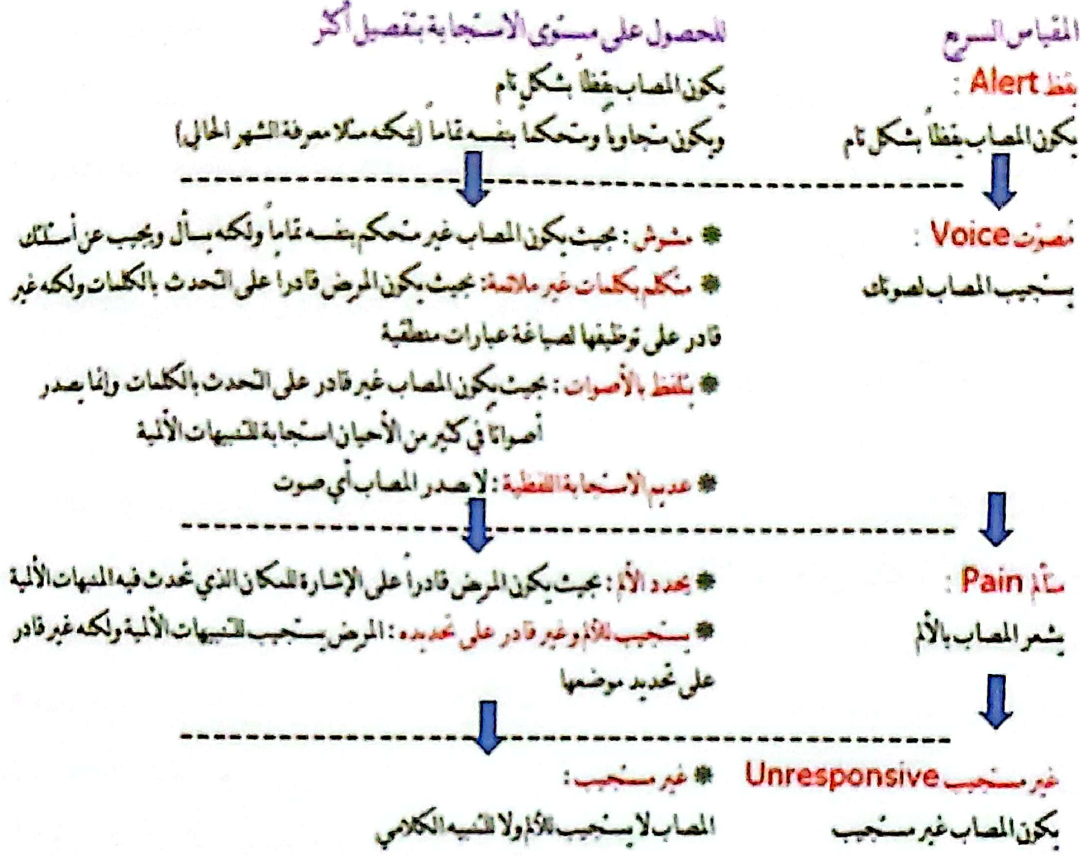 المقياس السريع
للحصول على مستوى الاستجابة بتفصيل أكثر
يقظ Alert :
يكون المصاب يقظاً بشكل تام
يكون المصاب يقظاً بشكل تام
ويكون متجاوباً ومتحكماً بنفسه تماماً (يمكنه مثلا معرفة الشهر الحالي)
مُصوّت Voice :
يستجيب المصاب لصوتك
❋ مشوش : بحيث يكون المصاب غير متحكم بنفسه تماماً ولكنه يسأل ويجيب عن أسئلتك
❋ متكلم بكلمات غير ملائمة: بحيث يكون المريض قادرا على التحدث بالكلمات ولكنه غير
قادر على توظيفها لصياغة عبارات منطقية
❋ يتلفظ بالأصوات : بحيث يكون المصاب غير قادر على التحدث بالكلمات وإنما يصدر
أصواتاً في كثير من الأحيان استجابة للتنبيهات الألمية
❋ عديم الاستجابة اللفظية : لا يصدر المصاب أي صوت
متألم Pain :
يشعر المصاب بالألم
❋ يحدد الألم : بحيث يكون المريض قادراً على الإشارة للمكان الذي تحدث فيه المنبهات الألمية
❋ يستجيب للألم وغير قادر على تحديده : المريض يستجيب للتنبيهات الألمية ولكنه غير قادر
على تحديد موضعها
غير مستجيب Unresponsive
يكون المصاب غير مستجيب
❋ غير مستجيب :
المصاب لا يستجيب للألم ولا للتنبيه الكلامي